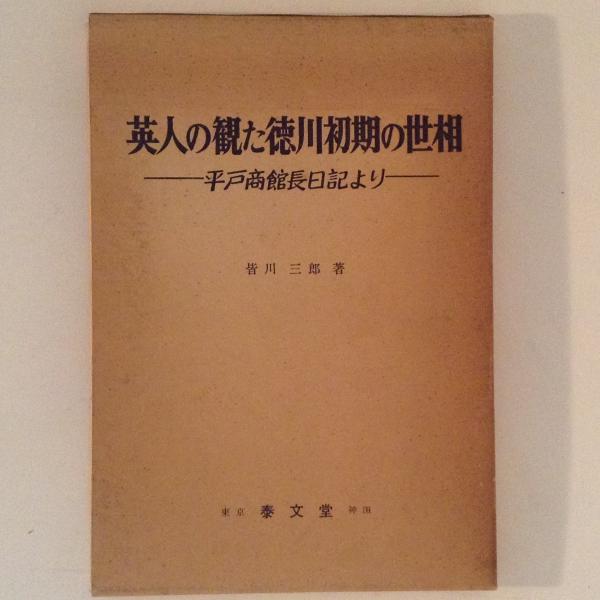 英人の観た徳川初期の世相
――平戸商館長日記より――
皆川三郎著
東京 泰文堂 神田